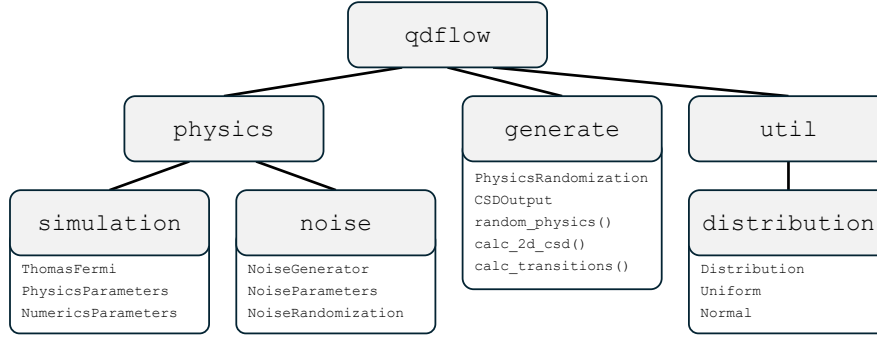 qdflow
physics
generate
util
simulation
ThomasFermi
PhysicsParameters
NumericsParameters
noise
NoiseGenerator
NoiseParameters
NoiseRandomization
PhysicsRandomization
CSDOutput
random_physics()
calc_2d_csd()
calc_transitions()
distribution
Distribution
Uniform
Normal